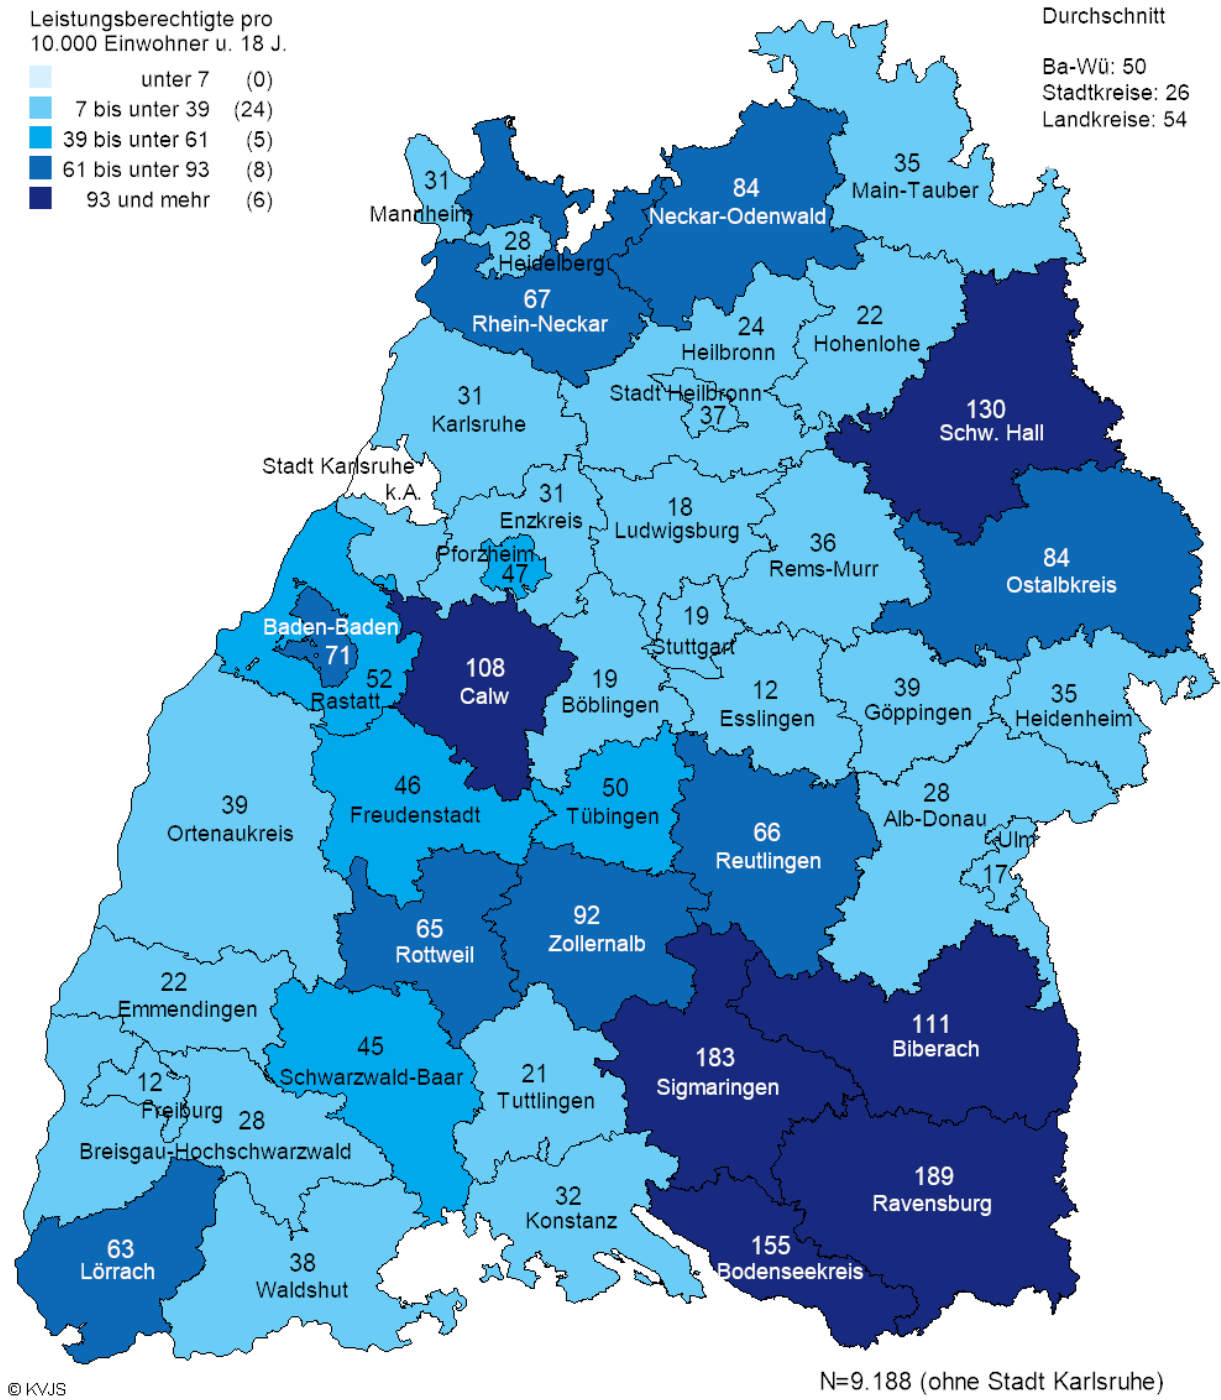 Leistungsberechtigte pro
10.000 Einwohner u. 18 J.
unter 7 (0)
7 bis unter 39 (24)
39 bis unter 61 (5)
61 bis unter 93 (8)
93 und mehr (6)
Durchschnitt
Ba-Wü: 50
Stadtkreise: 26
Landkreise: 54
35
Main-Tauber
31
Mannheim
84
Neckar-Odenwald
28
Heidelberg
67
Rhein-Neckar
24
Heilbronn
22
Hohenlohe
Stadt Heilbronn
37
31
Karlsruhe
130
Schw. Hall
Stadt Karlsruhe
k.A.
31
Enzkreis
18
Ludwigsburg
36
Rems-Murr
84
Ostalbkreis
Pforzheim
47
Baden-Baden
71
52
Rastatt
108
Calw
19
Stuttgart
19
Böblingen
12
Esslingen
39
Göppingen
35
Heidenheim
46
Freudenstadt
50
Tübingen
28
Alb-Donau
39
Ortenaukreis
66
Reutlingen
Ulm
17
65
Rottweil
92
Zollernalb
22
Emmendingen
45
Schwarzwald-Baar
111
Biberach
183
Sigmaringen
21
Tuttlingen
12
Freiburg
28
Breisgau-Hochschwarzwald
189
Ravensburg
32
Konstanz
63
Lörrach
38
Waldshut
155
Bodenseekreis
N=9.188 (ohne Stadt Karlsruhe)
© KVJS